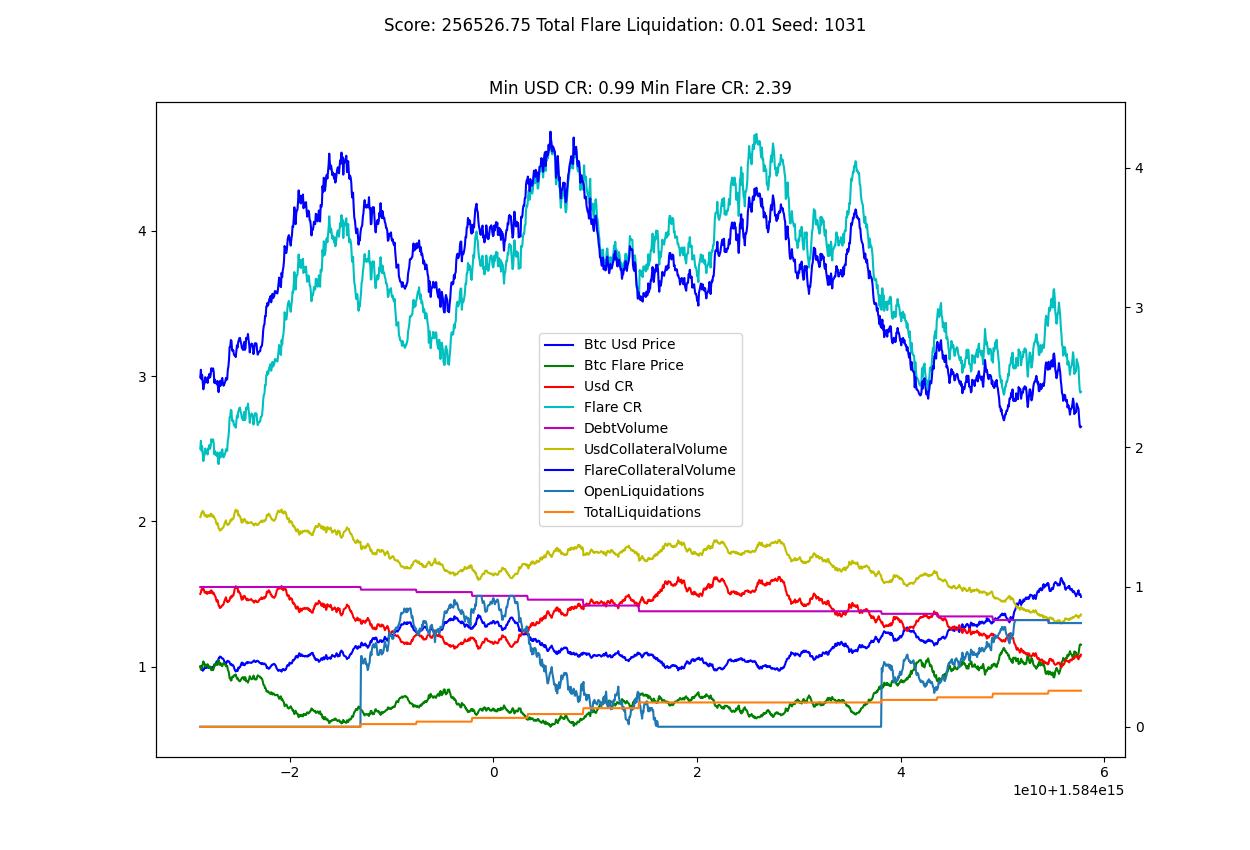 Score: 256526.75 Total Flare Liquidation: 0.01 Seed: 1031
Min USD CR: 0.99 Min Flare CR: 2.39
4
3
2
1
4
3
2
1
0
Btc Usd Price
Btc Flare Price
Usd CR
Flare CR
DebtVolume
UsdCollateralVolume
FlareCollateralVolume
OpenLiquidations
TotalLiquidations
−2 0 2 4 6
1e10+1.584e15